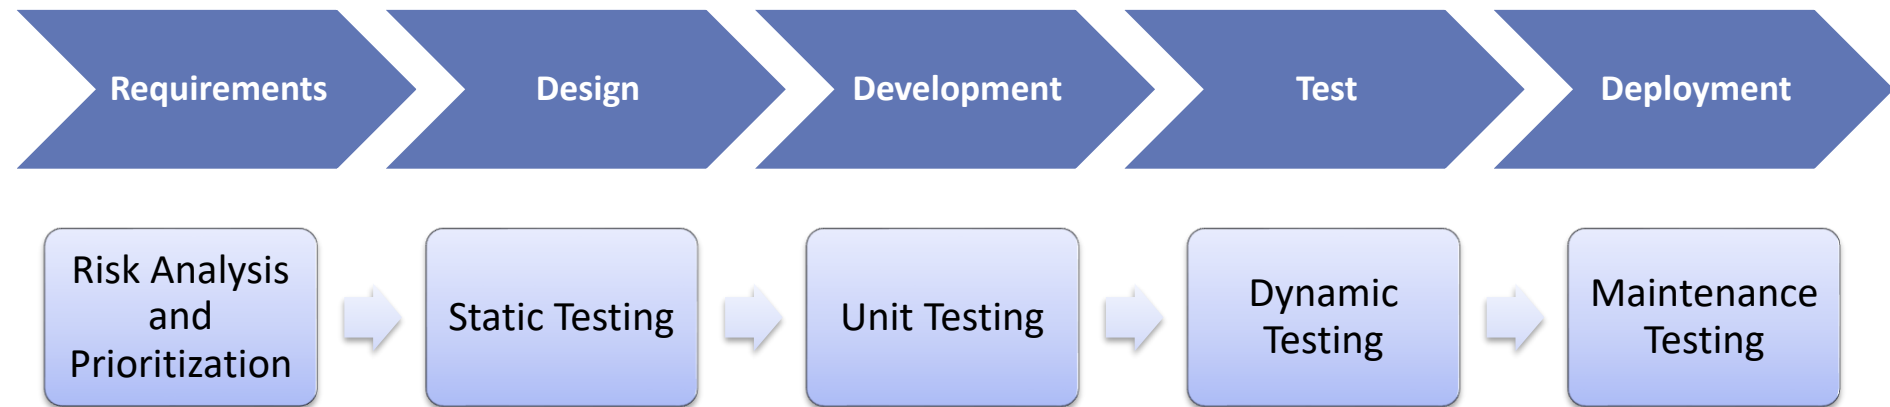 Requirements
Design
Development
Test
Deployment
Risk Analysis
and
Prioritization
Static Testing
Unit Testing
Dynamic
Testing
Maintenance
Testing